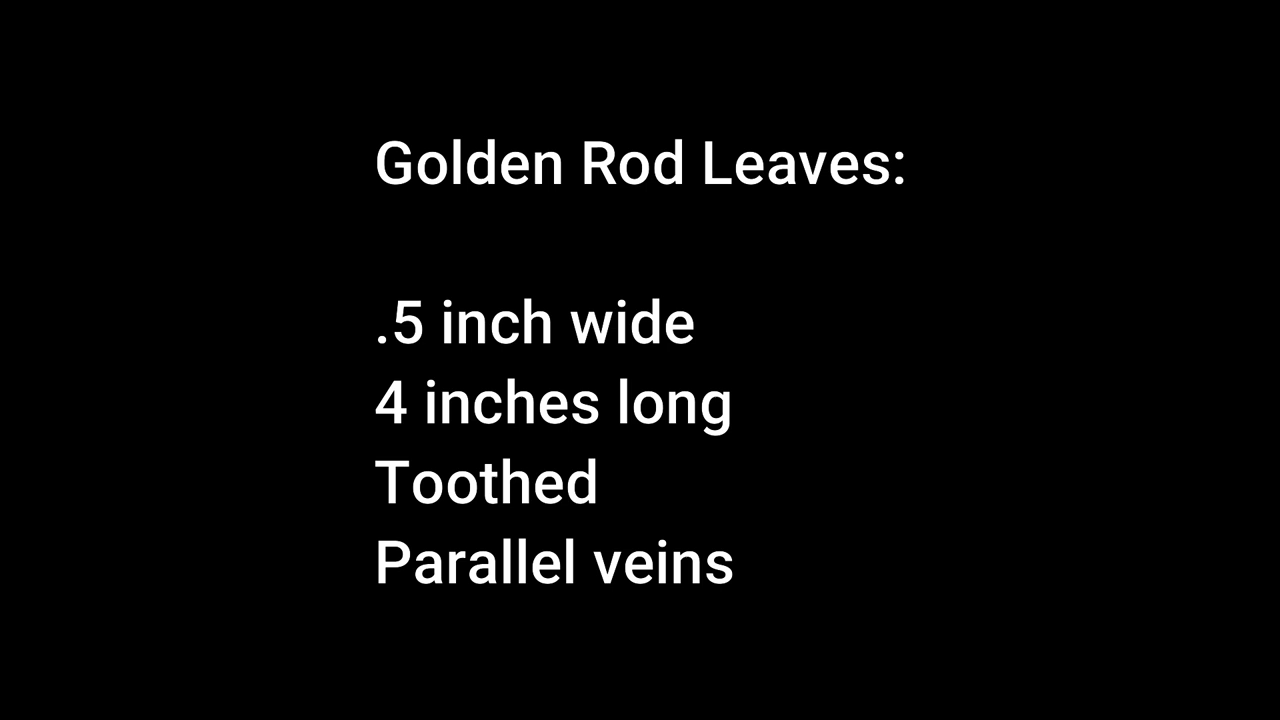 Golden Rod Leaves:
.5 inch wide
4 inches long
Toothed
Parallel veins